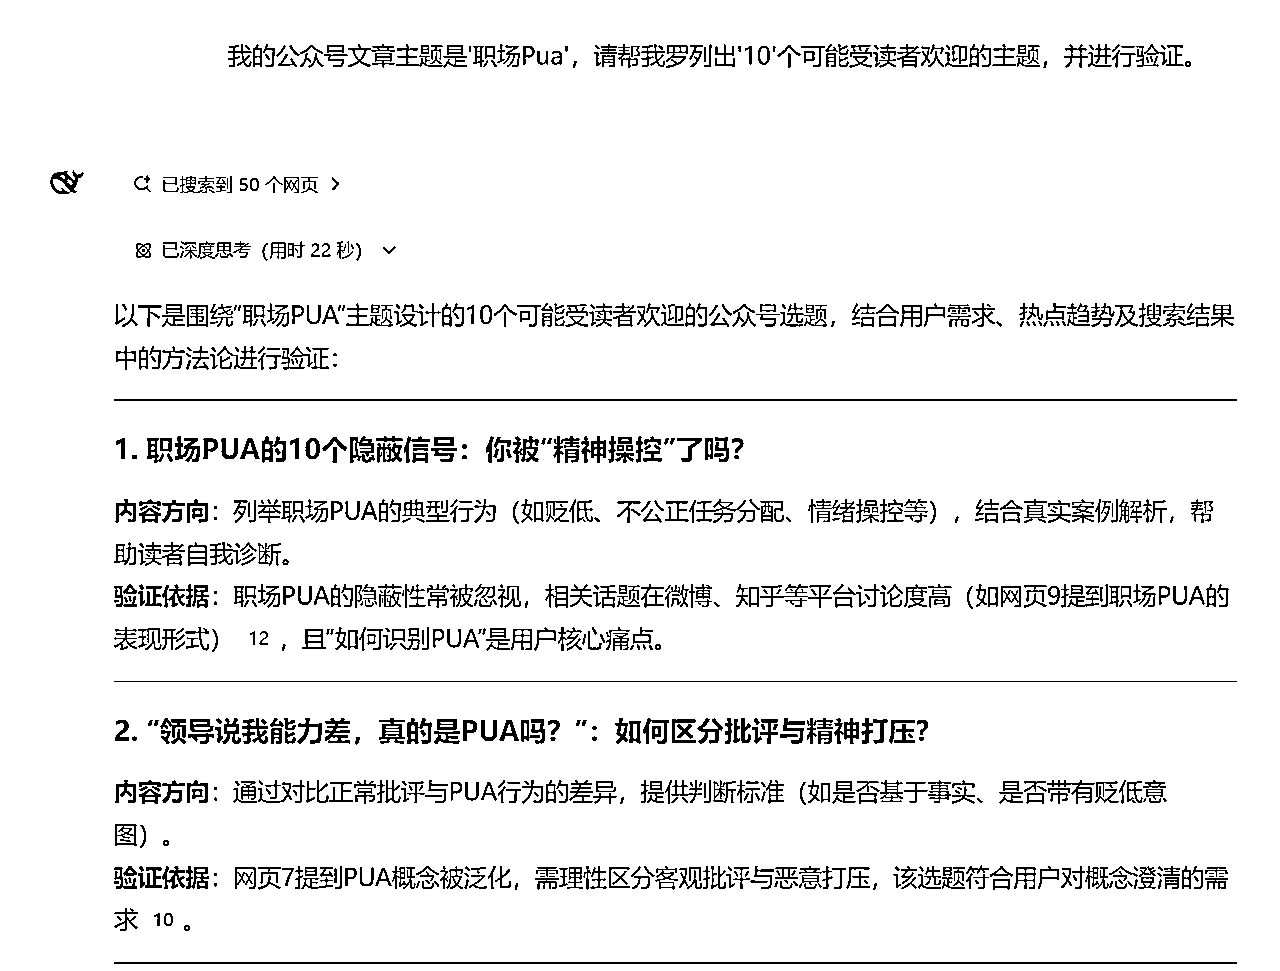 我的公众号文章主题是'职场Pua'，请帮我罗列出'10'个可能受读者欢迎的主题，并进行验证。
已搜索到 50 个网页
已深度思考（用时 22 秒）
以下是围绕“职场PUA”主题设计的10个可能受读者欢迎的公众号选题，结合用户需求、热点趋势及搜索结果
中的方法论进行验证：
1. 职场PUA的10个隐蔽信号：你被“精神操控”了吗？
内容方向：列举职场PUA的典型行为（如贬低、不公正任务分配、情绪操控等），结合真实案例解析，帮
助读者自我诊断。
验证依据：职场PUA的隐蔽性常被忽视，相关话题在微博、知乎等平台讨论度高（如网页9提到职场PUA的
表现形式） 12 ，且“如何识别PUA”是用户核心痛点。
2. “领导说我能力差，真的是PUA吗？”：如何区分批评与精神打压？
内容方向：通过对比正常批评与PUA行为的差异，提供判断标准（如是否基于事实、是否带有贬低意
图）。
验证依据：网页7提到PUA概念被泛化，需理性区分客观批评与恶意打压，该选题符合用户对概念澄清的需
求 10 。